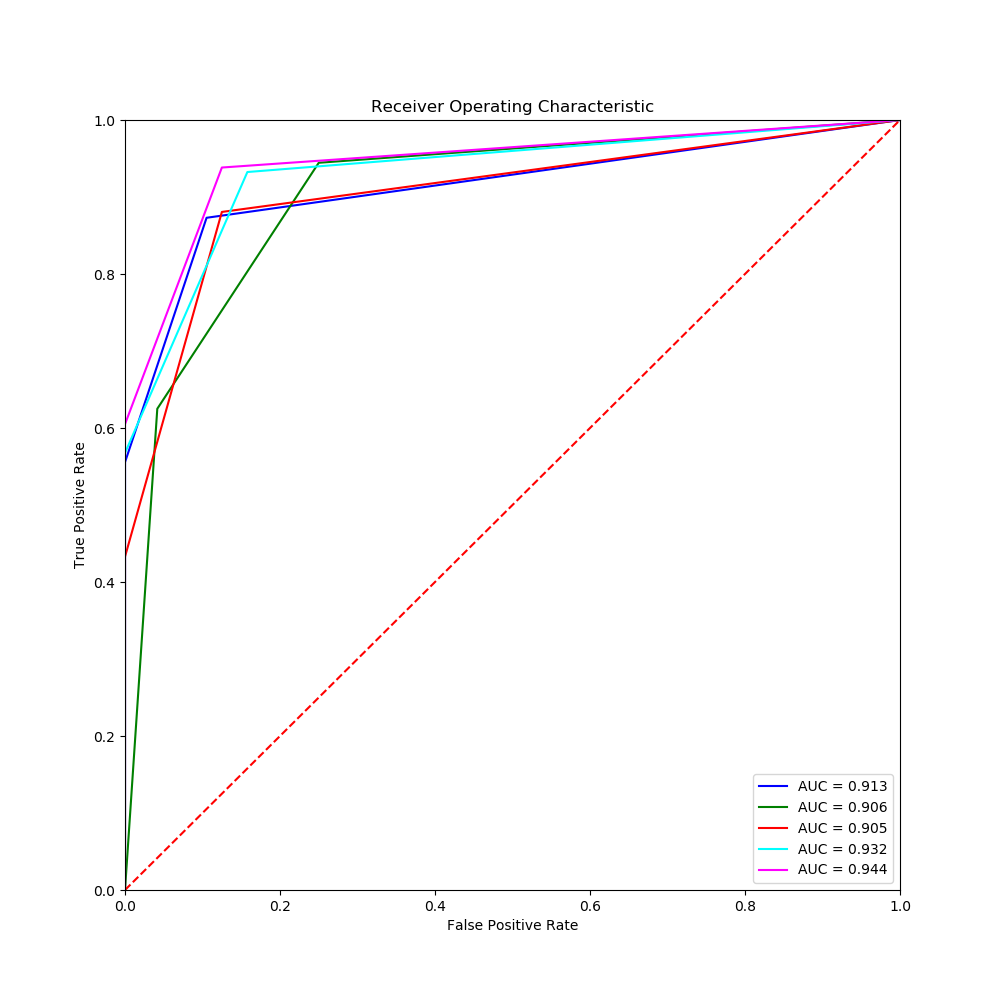 Receiver Operating Characteristic
1.0
0.8
0.6
0.4
0.2
0.0
True Positive Rate
0.0 0.2 0.4 0.6 0.8 1.0
False Positive Rate
AUC = 0.913
AUC = 0.906
AUC = 0.905
AUC = 0.932
AUC = 0.944